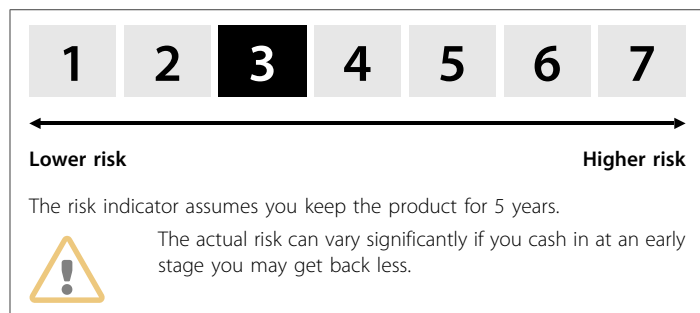 1 2 3 4 5 6 7
Lower risk Higher risk
The risk indicator assumes you keep the product for 5 years.
The actual risk can vary significantly if you cash in at an early
stage you may get back less.